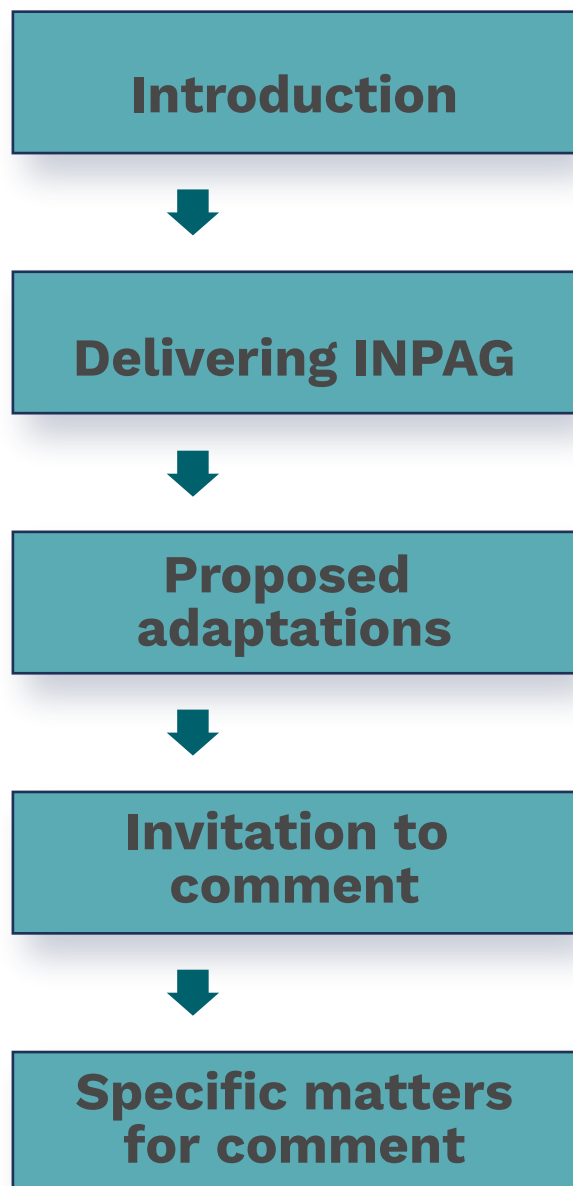 Introduction
Delivering INPAG
Proposed
adaptations
Invitation to
comment
Specific matters
for comment